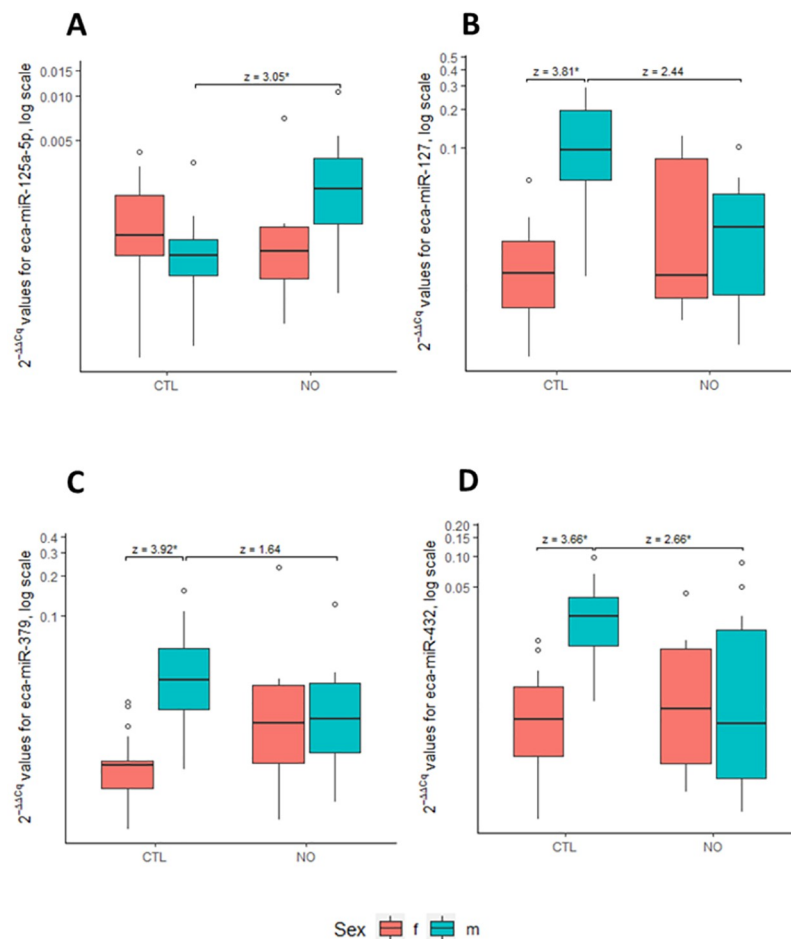 A
2^-ΔΔCq values for eca-miR-125a-5p, log scale
0.015
0.010
0.005
z = 3.05*
CTL
NO
B
2^-ΔΔCq values for eca-miR-127, log scale
0.5
0.4
0.3
0.2
0.1
z = 3.81*
z = 2.44
CTL
NO
C
2^-ΔΔCq values for eca-miR-379, log scale
0.4
0.3
0.2
0.1
z = 3.92*
z = 1.64
CTL
NO
D
2^-ΔΔCq values for eca-miR-432, log scale
0.20
0.15
0.10
0.05
z = 3.66*
z = 2.66*
CTL
NO
Sex f m